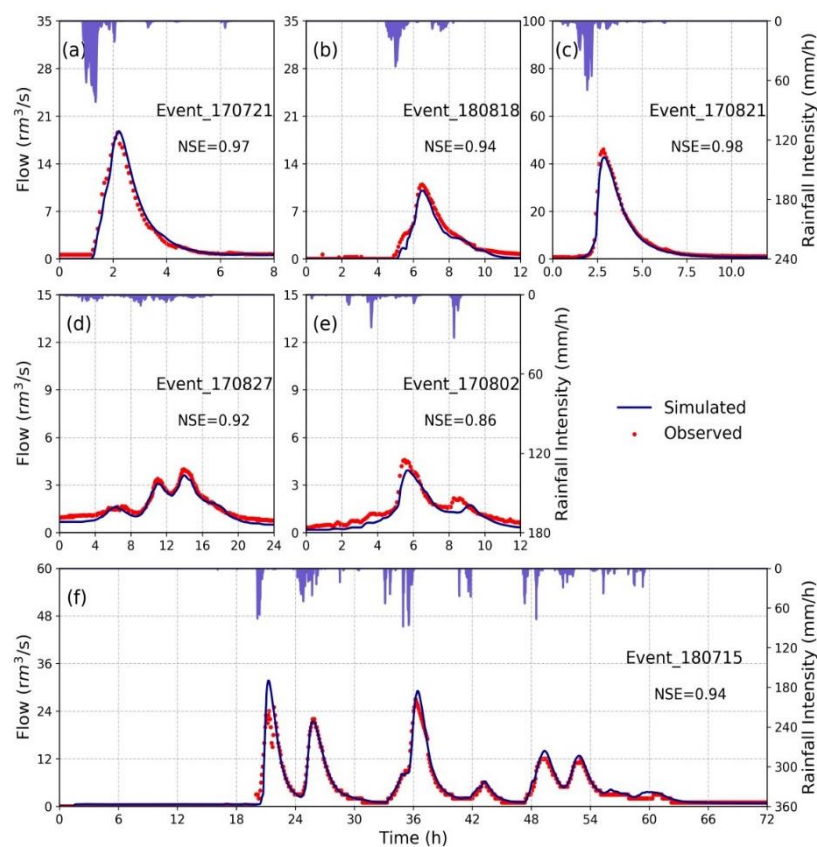 35
28
21
14
7
0
Flow (rm³/s)
(a)
Event_170721
NSE=0.97
0 2 4 6 8
35
28
21
14
7
0
(b)
Event_180818
NSE=0.94
0 2 4 6 8 10 12
100
80
60
40
20
0
(c)
Event_170821
NSE=0.98
0.0 2.5 5.0 7.5 10.0
0
60
120
180
240
Rainfall Intensity (mm/h)
15
12
9
6
3
0
Flow (rm³/s)
(d)
Event_170827
NSE=0.92
0 4 8 12 16 20 24
15
12
9
6
3
0
(e)
Event_170802
NSE=0.86
0 2 4 6 8 10 12
0
60
120
180
Rainfall Intensity (mm/h)
Simulated
Observed
60
48
36
24
12
0
Flow (rm³/s)
(f)
Event_180715
NSE=0.94
0 6 12 18 24 30 36 42 48 54 60 66 72
Time (h)
0
60
120
180
240
300
360
Rainfall Intensity (mm/h)